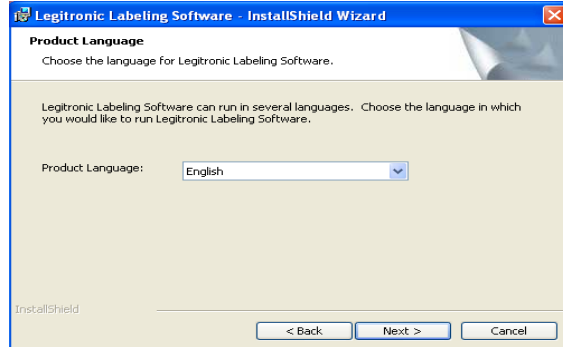 Legitronic Labeling Software - InstallShield Wizard
Product Language
Choose the language for Legitronic Labeling Software.
Legitronic Labeling Software can run in several languages.  Choose the language in which
you would like to run Legitronic Labeling Software.
Product Language:
English
InstallShield
< Back
Next >
Cancel